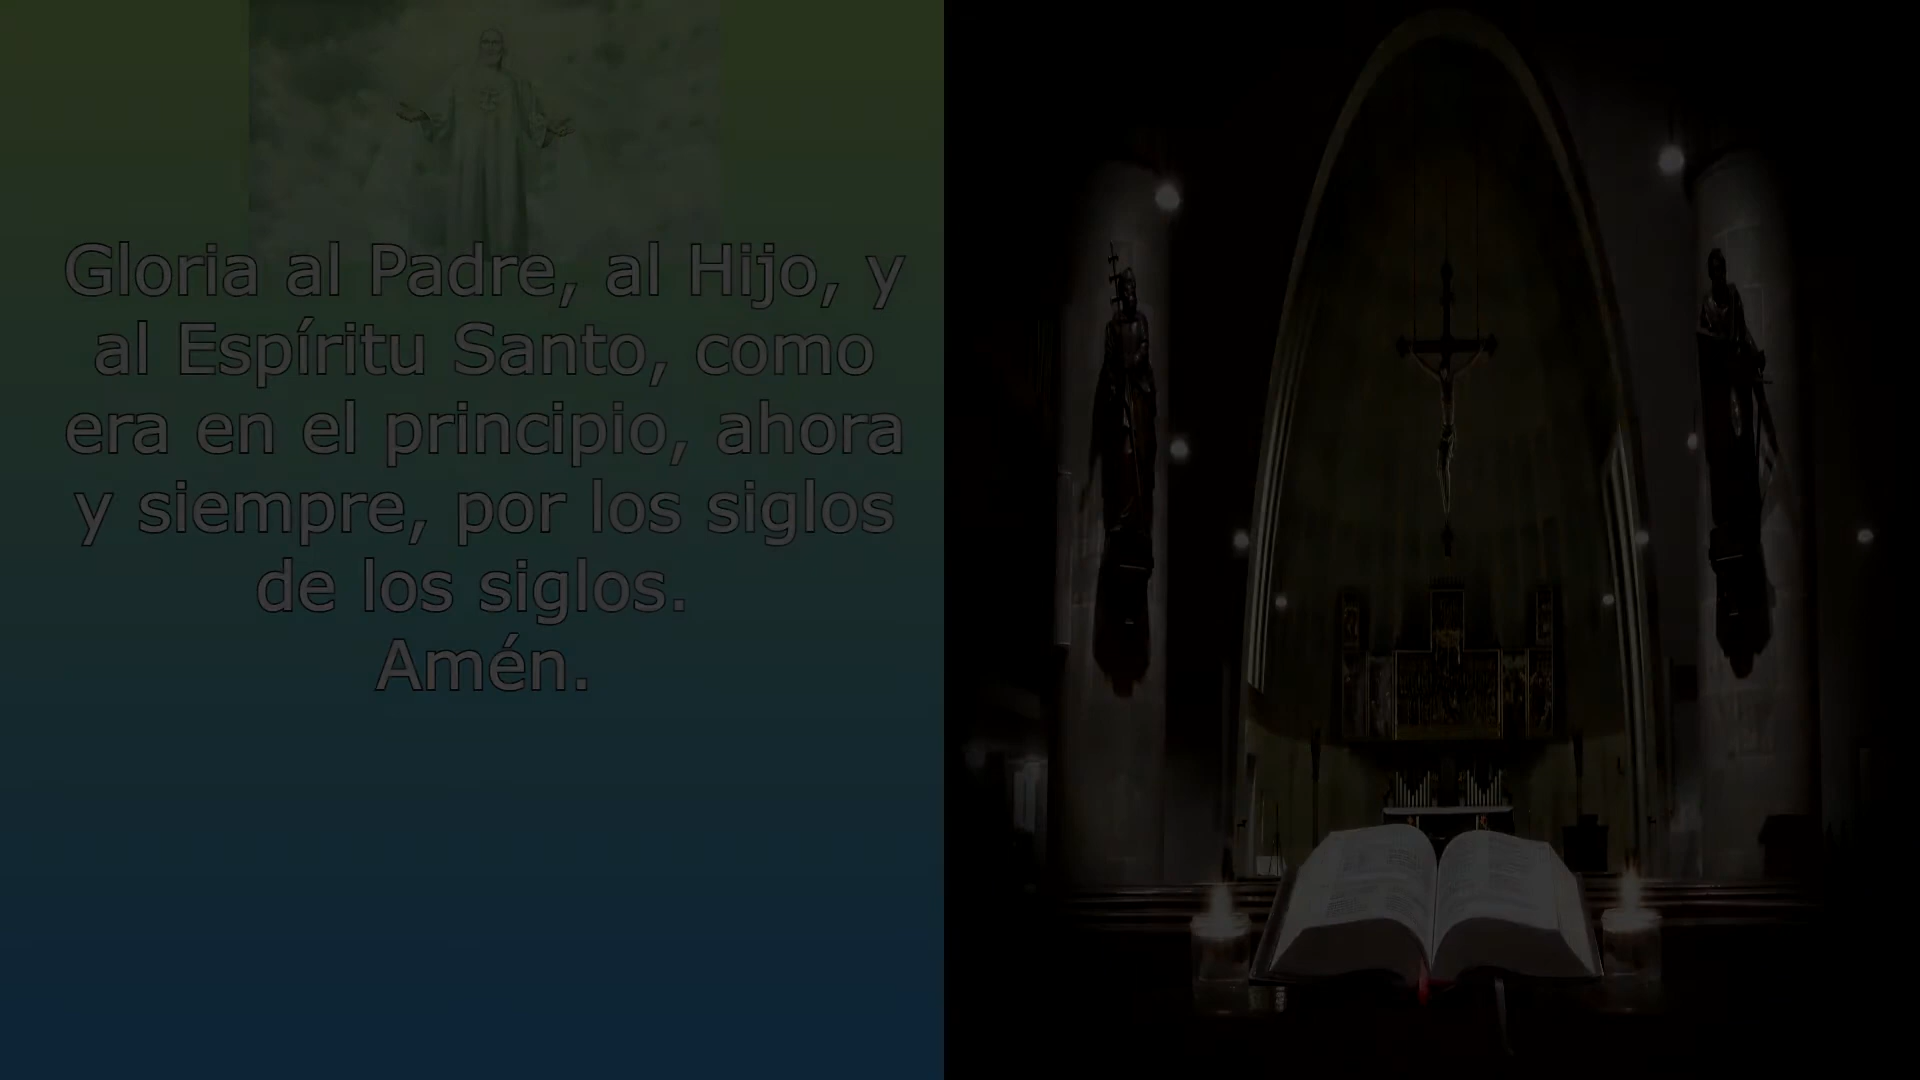 Gloria al Padre, al Hijo, y
al Espíritu Santo, como
era en el principio, ahora
y siempre, por los siglos
de los siglos.
Amén.